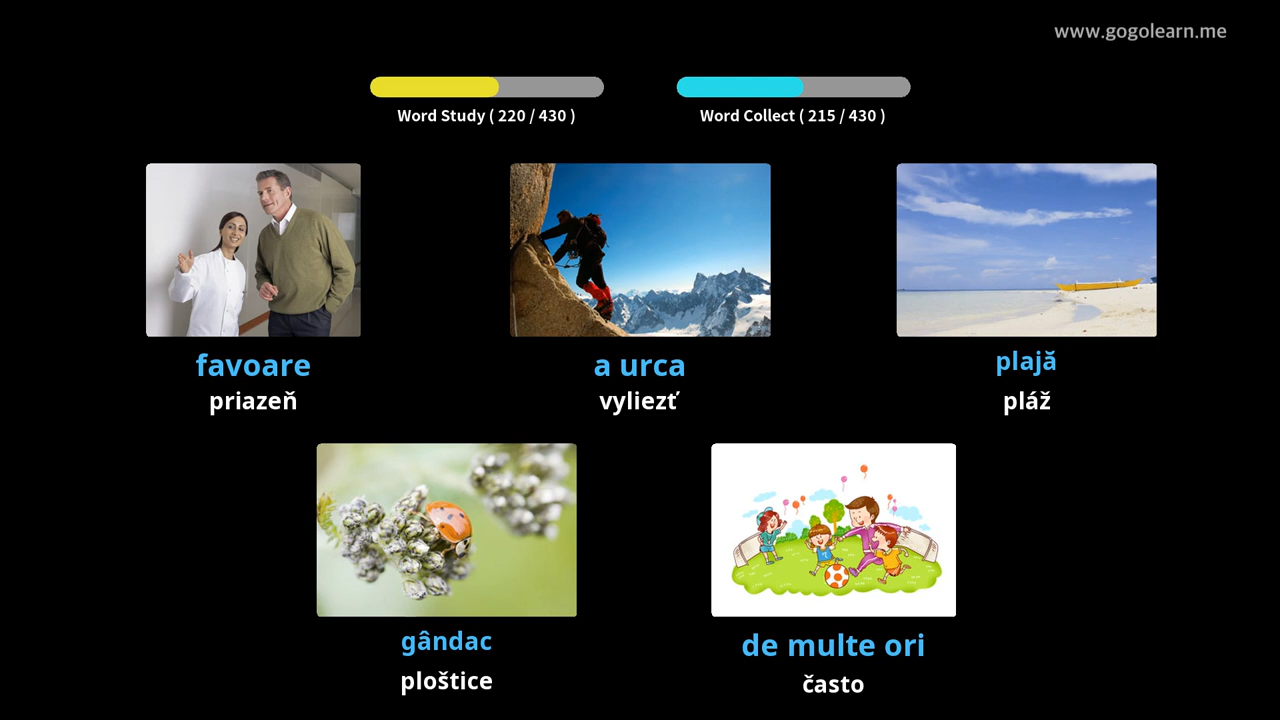 www.gogolearn.me
Word Study ( 220 / 430 )
Word Collect ( 215 / 430 )
favoare
priazeň
a urca
vyliezť
plajă
pláž
gândac
ploštice
de multe ori
často